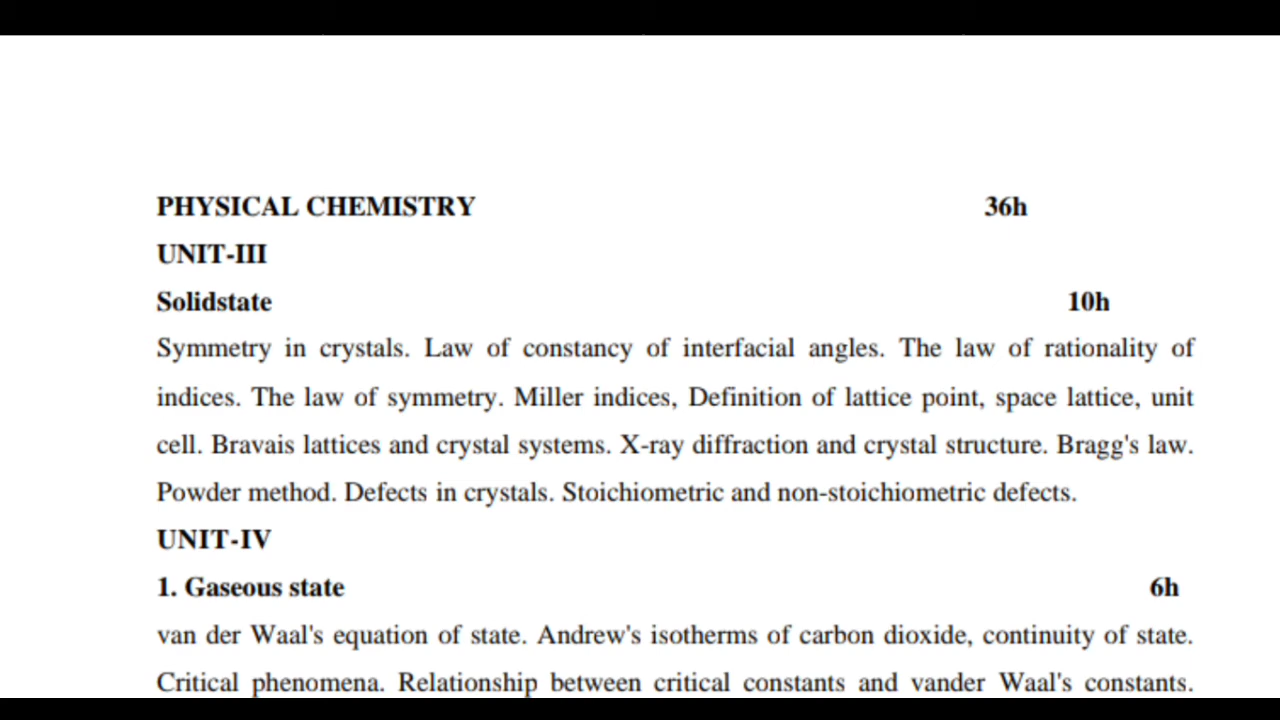 PHYSICAL CHEMISTRY 36h
UNIT-III
Solidstate 10h
Symmetry in crystals. Law of constancy of interfacial angles. The law of rationality of
indices. The law of symmetry. Miller indices, Definition of lattice point, space lattice, unit
cell. Bravais lattices and crystal systems. X-ray diffraction and crystal structure. Bragg's law.
Powder method. Defects in crystals. Stoichiometric and non-stoichiometric defects.
UNIT-IV
1. Gaseous state 6h
van der Waal's equation of state. Andrew's isotherms of carbon dioxide, continuity of state.
Critical phenomena. Relationship between critical constants and vander Waal's constants.